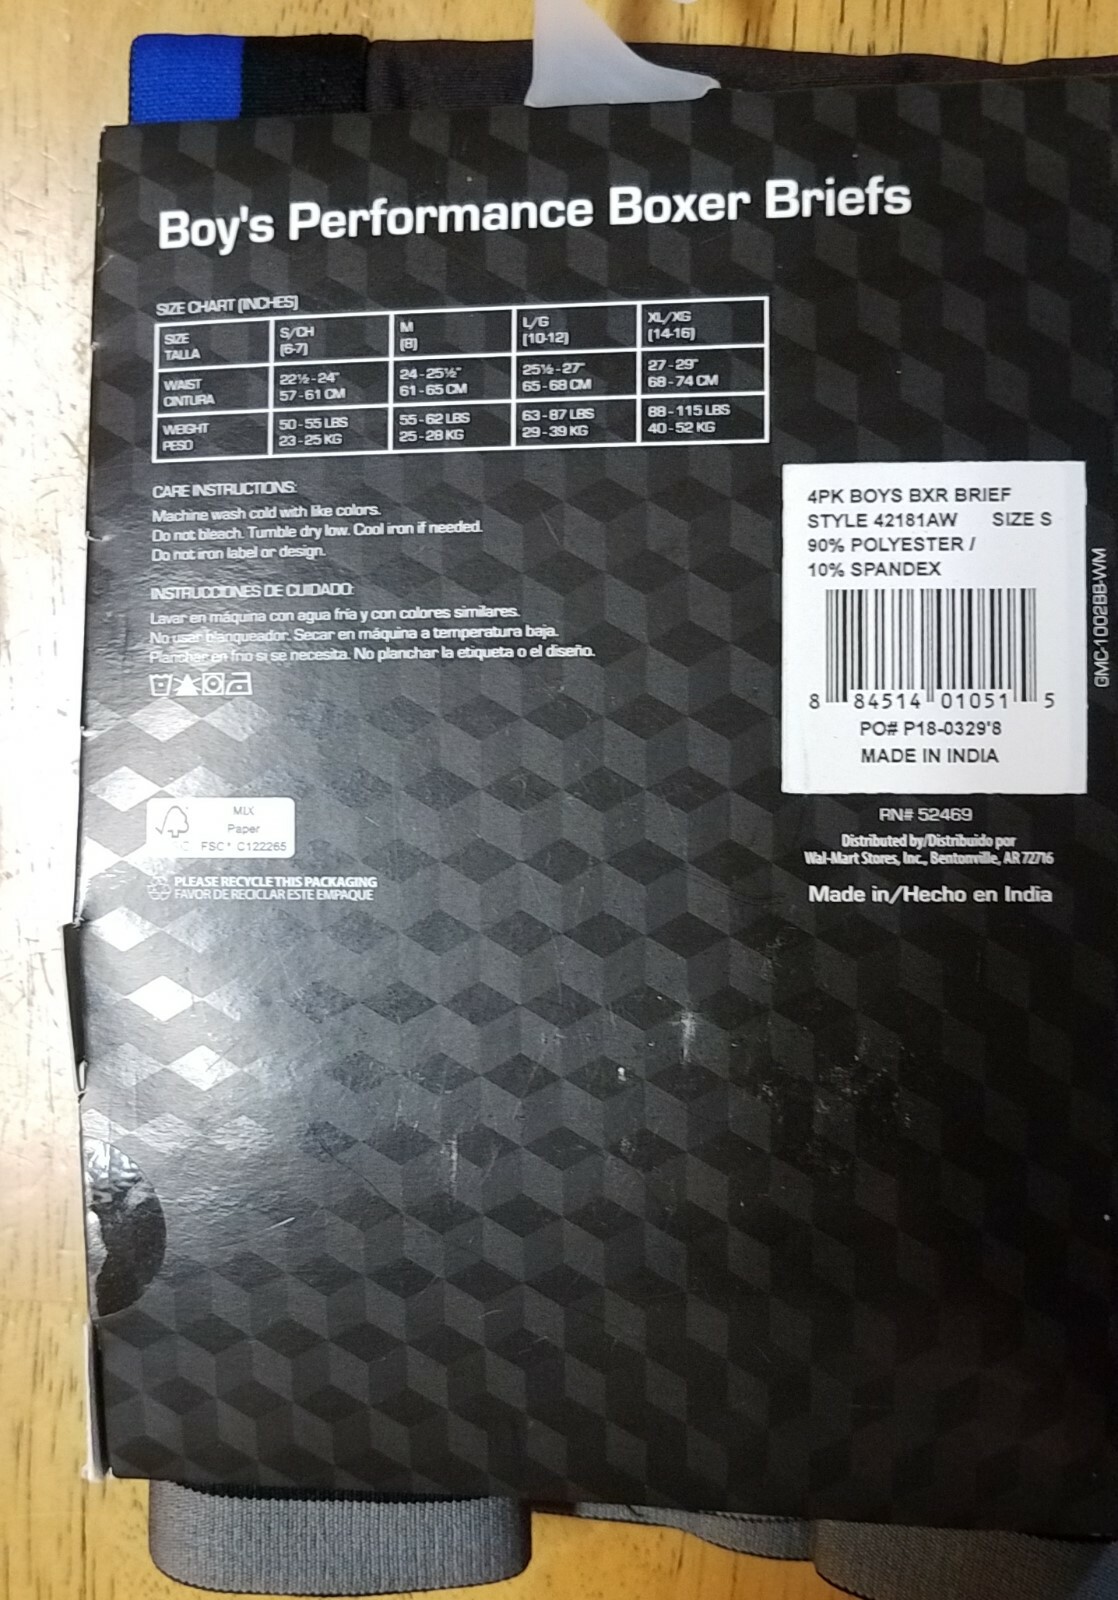 Boy's Performance Boxer Briefs
SIZE CHART (INCHES)
SIZE TALLA S/CH (6-7) M (8) L/G (10-12) XL/XG (14-16)
WAIST CINTURA 22½-24" 57-61 CM 24-25½" 61-65 CM 25½-27" 65-68 CM 27-29" 68-74 CM
WEIGHT PESO 50-55 LBS 23-25 KG 55-62 LBS 25-28 KG 63-87 LBS 29-39 KG 88-115 LBS 40-52 KG
CARE INSTRUCTIONS:
Machine wash cold with like colors.
Do not bleach. Tumble dry low. Cool iron if needed.
Do not iron label or design.
INSTRUCCIONES DE CUIDADO:
Lavar en máquina con agua fría y con colores similares.
No usar blanqueador. Secar en máquina a temperatura baja.
Planchar en frío si se necesita. No planchar la etiqueta o el diseño.
4PK BOYS BXR BRIEF
STYLE 42181AW SIZE S
90% POLYESTER /
10% SPANDEX
8 84514 01051 5
PO# P18-0329'8
MADE IN INDIA
GMC-1002BB-WM
RN# 52469
Distributed by/Distribuido por
Wal-Mart Stores, Inc., Bentonville, AR 72716
Made in/Hecho en India
MIX
Paper
FSC® C122265
PLEASE RECYCLE THIS PACKAGING
FAVOR DE RECICLAR ESTE EMPAQUE